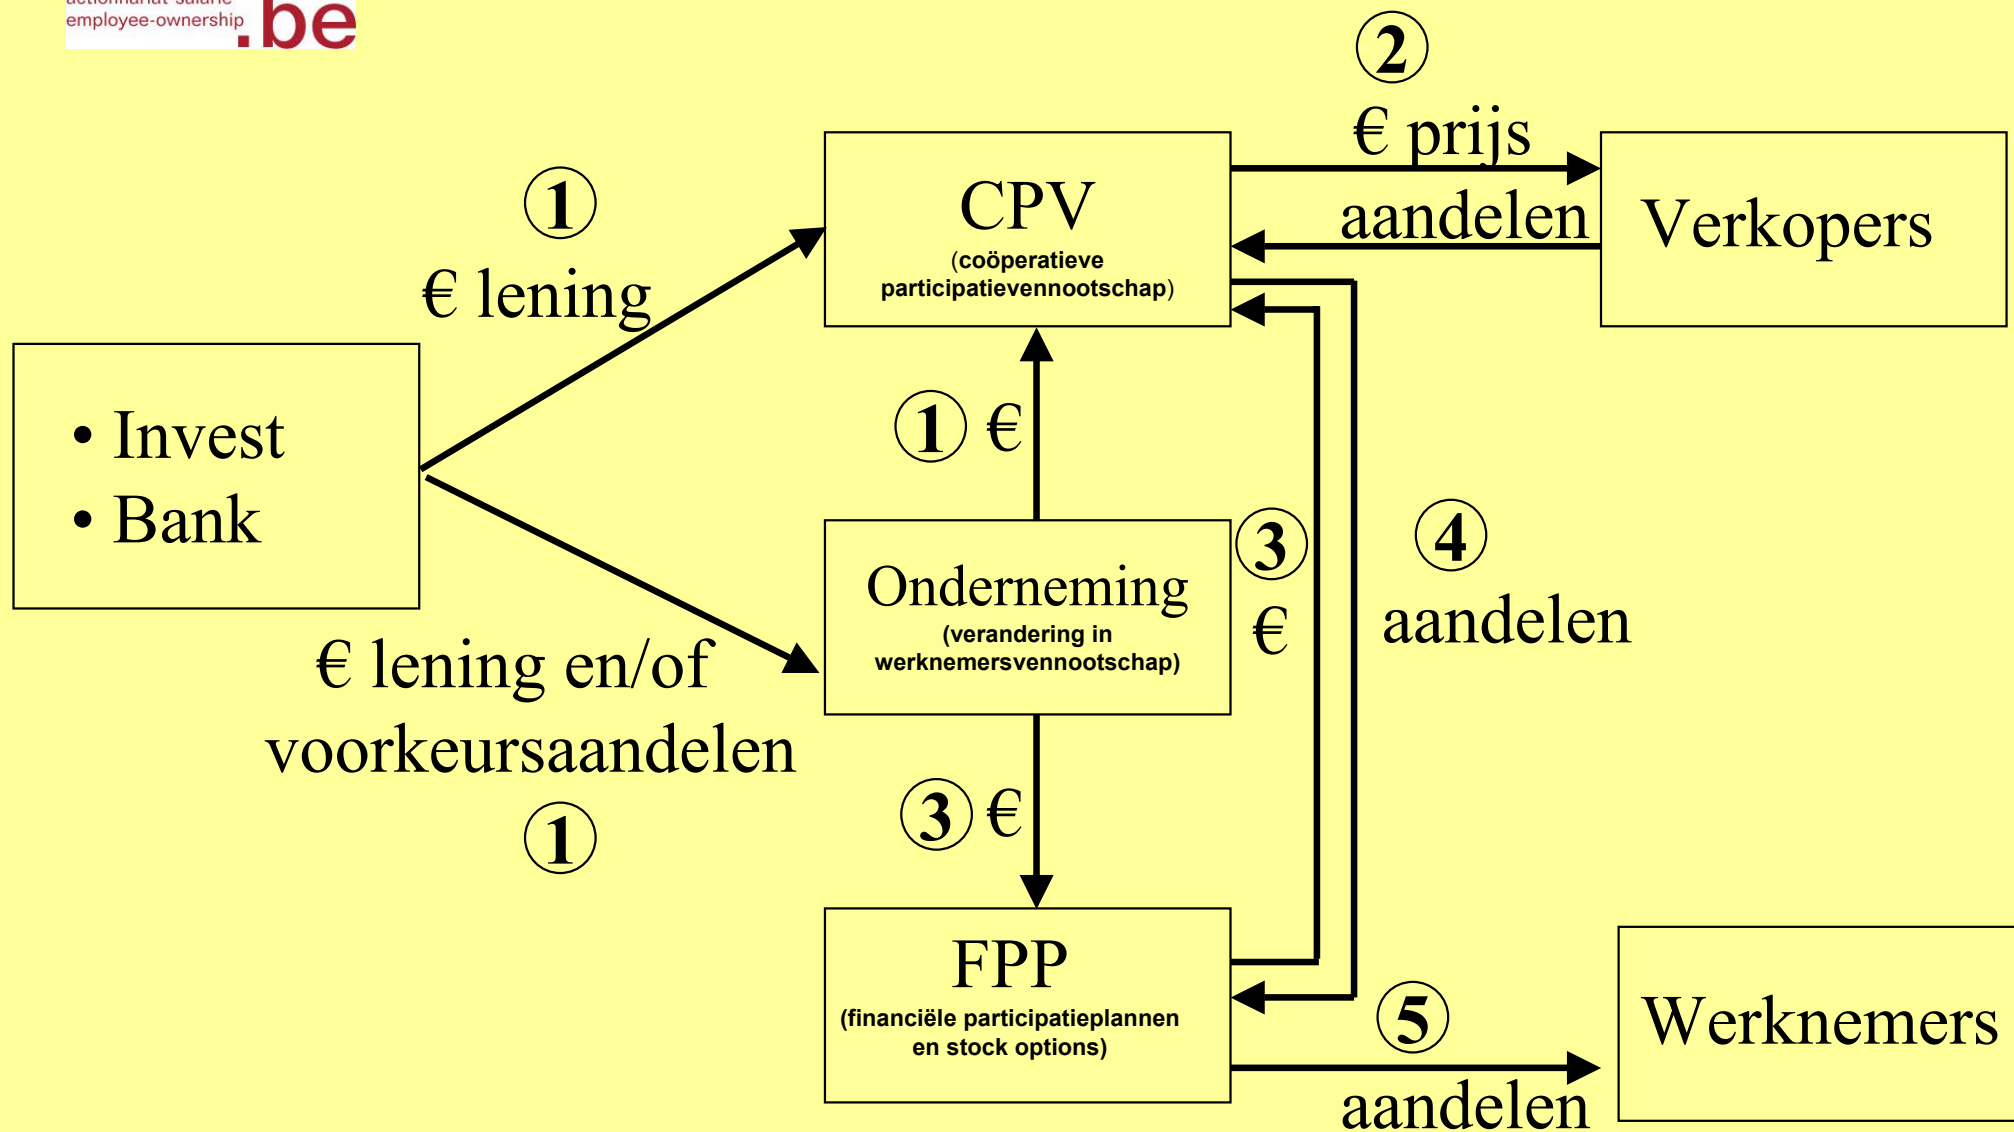 employee-ownership
.be
②
€ prijs
aandelen
①
€ lening
CPV
(coöperatieve
participatievennootschap)
Verkopers
• Invest
• Bank
① €
Onderneming
(verandering in
werknemersvennootschap)
③
€
④
aandelen
€ lening en/of
voorkeursaandelen
①
③ €
FPP
(financiële participatieplannen
en stock options)
⑤
aandelen
Werknemers